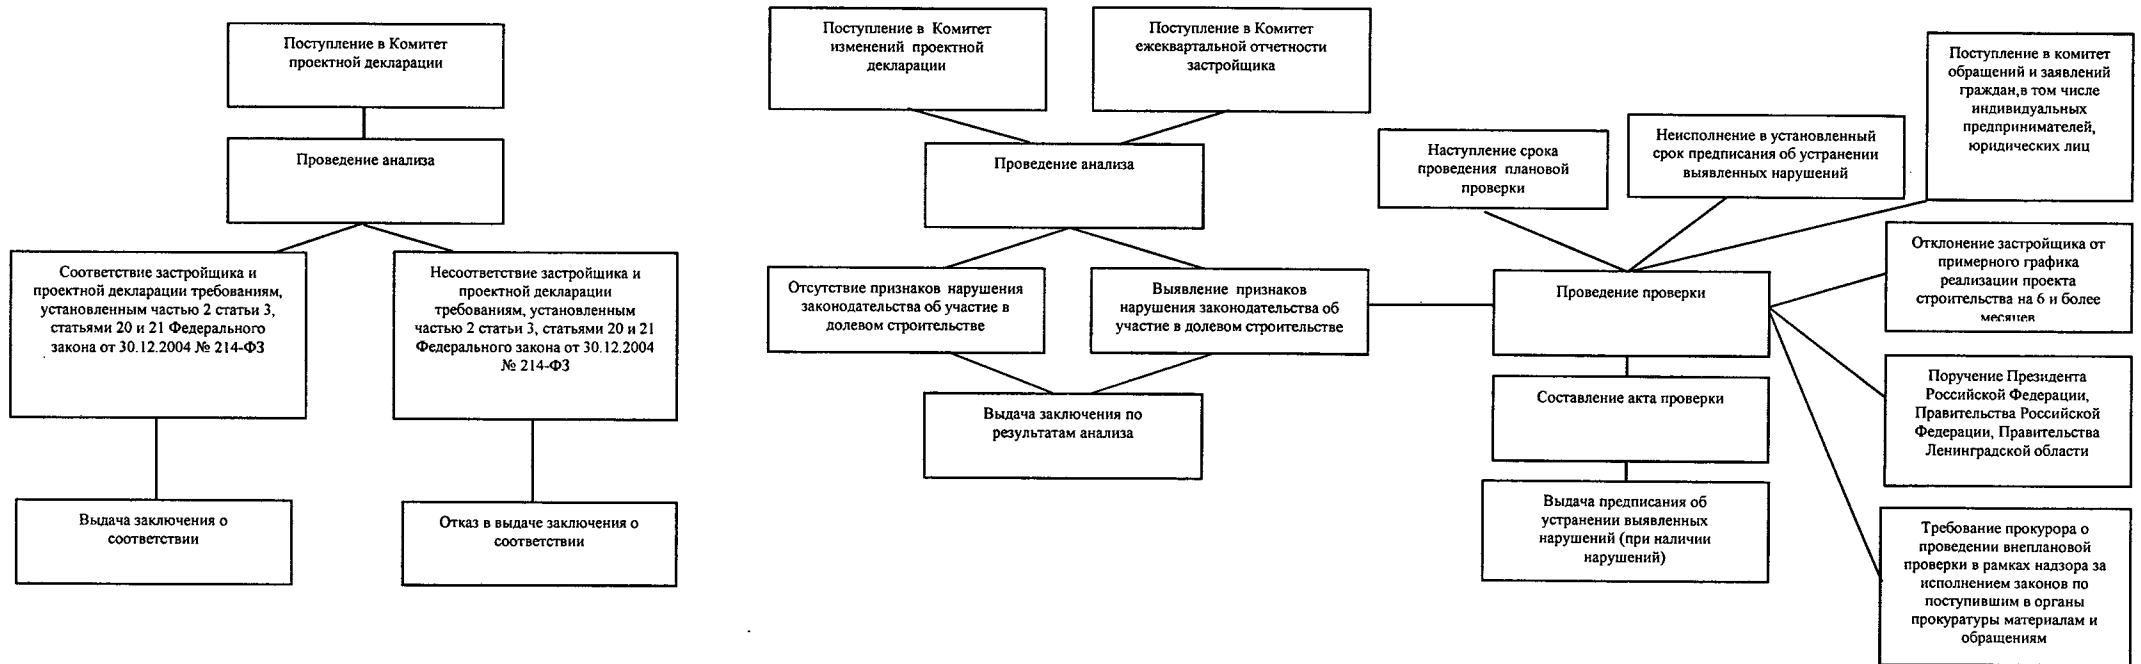 Поступление в Комитет
проектной декларации
Проведение анализа
Соответствие застройщика и
проектной декларации требованиям,
установленным частью 2 статьи 3,
статьями 20 и 21 Федерального
закона от 30.12.2004 № 214-ФЗ
Несоответствие застройщика и
проектной декларации
требованиям, установленным
частью 2 статьи 3, статьями 20 и 21
Федерального закона от 30.12.2004
№ 214-ФЗ
Выдача заключения о
соответствии
Отказ в выдаче заключения о
соответствии
Поступление в Комитет
изменений проектной
декларации
Поступление в Комитет
ежеквартальной отчетности
застройщика
Проведение анализа
Отсутствие признаков нарушения
законодательства об участие в
долевом строительстве
Выявление признаков
нарушения законодательства об
участие в долевом строительстве
Выдача заключения по
результатам анализа
Наступление срока
проведения плановой
проверки
Неисполнение в установленный
срок предписания об устранении
выявленных нарушений
Поступление в комитет
обращений и заявлений
граждан,в том числе
индивидуальных
предпринимателей,
юридических лиц
Проведение проверки
Отклонение застройщика от
примерного графика
реализации проекта
строительства на 6 и более
месяцев
Составление акта проверки
Поручение Президента
Российской Федерации,
Правительства Российской
Федерации, Правительства
Ленинградской области
Выдача предписания об
устранении выявленных
нарушений (при наличии
нарушений)
Требование прокурора о
проведении внеплановой
проверки в рамках надзора за
исполнением законов по
поступившим в органы
прокуратуры материалам и
обращениям